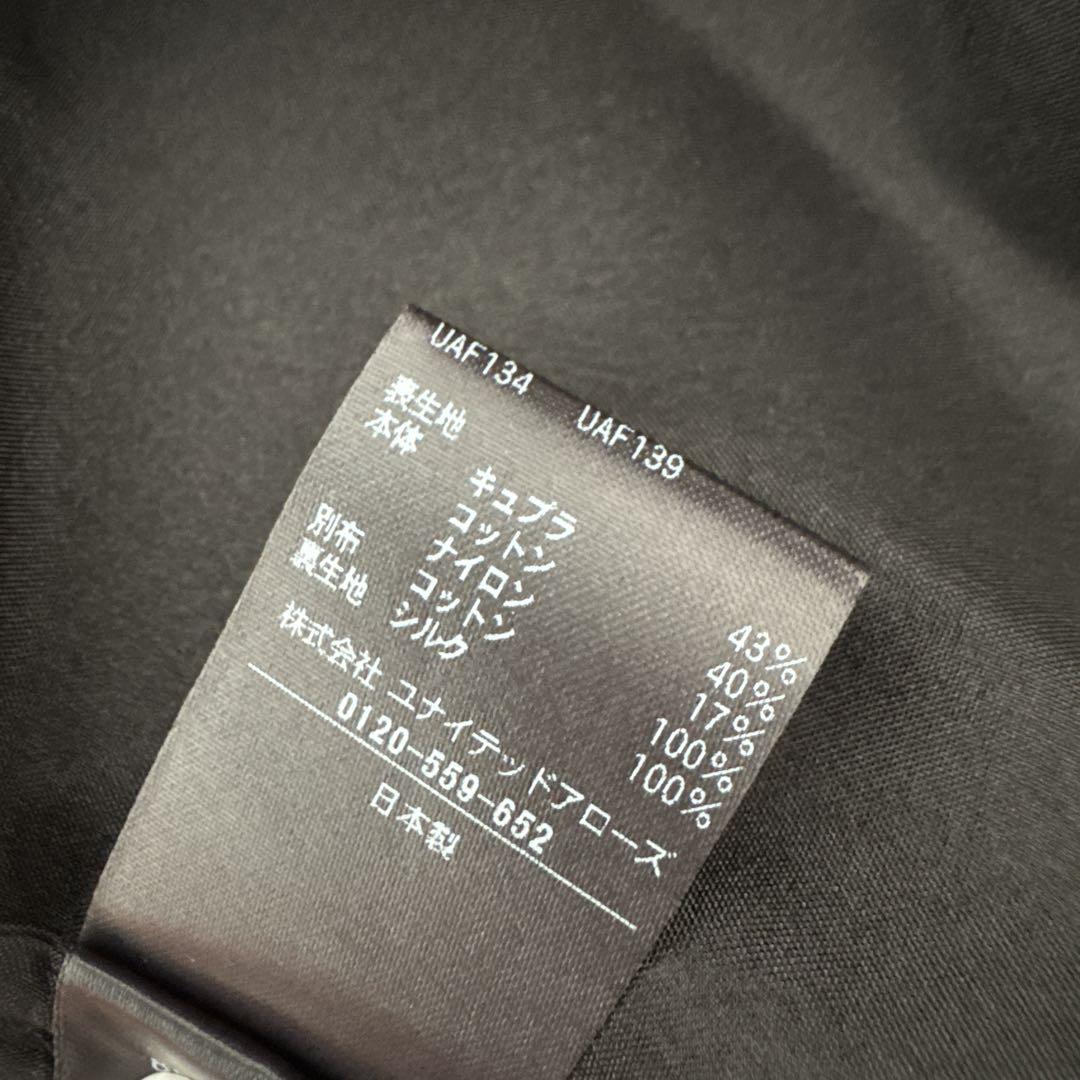 UAF134 UAF139
表生地
本体 キュプラ 43%
コットン 40%
ナイロン 17%
別布 コットン 100%
裏生地 シルク 100%
株式会社 ユナイテッドアローズ
0120-559-652
日本製